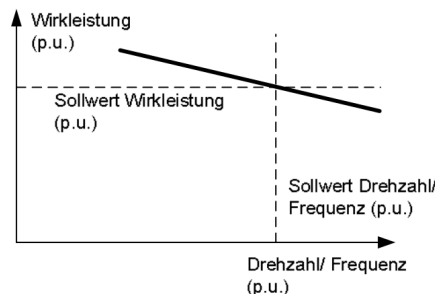 Wirkleistung
(p.u.)
Sollwert Wirkleistung
(p.u.)
Sollwert Drehzahl/
Frequenz (p.u.)
Drehzahl/ Frequenz
(p.u.)